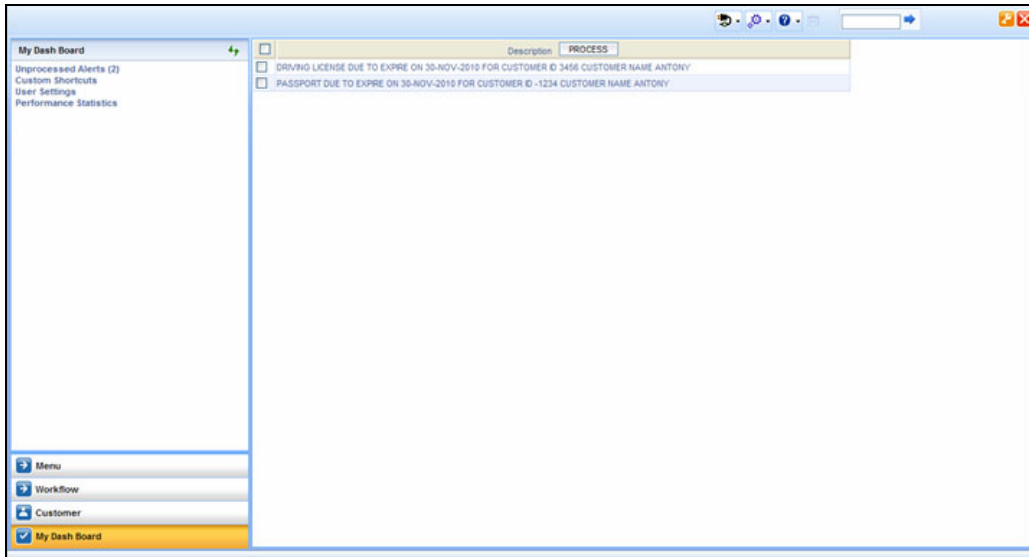 My Dash Board
Unprocessed Alerts (2)
Custom Shortcuts
User Settings
Performance Statistics
Description PROCESS
DRIVING LICENSE DUE TO EXPIRE ON 30-NOV-2010 FOR CUSTOMER ID 3456 CUSTOMER NAME ANTONY
PASSPORT DUE TO EXPIRE ON 30-NOV-2010 FOR CUSTOMER ID -1234 CUSTOMER NAME ANTONY
Menu
Workflow
Customer
My Dash Board